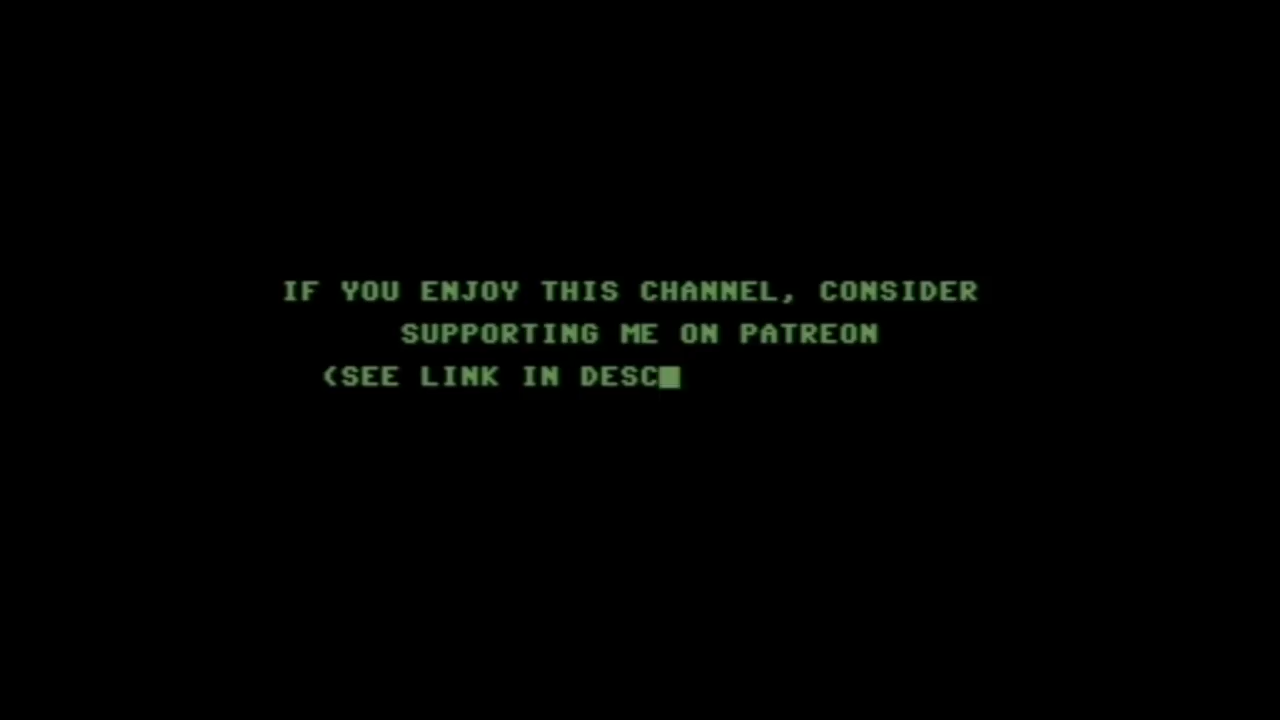 IF YOU ENJOY THIS CHANNEL, CONSIDER
SUPPORTING ME ON PATREON
(SEE LINK IN DESC